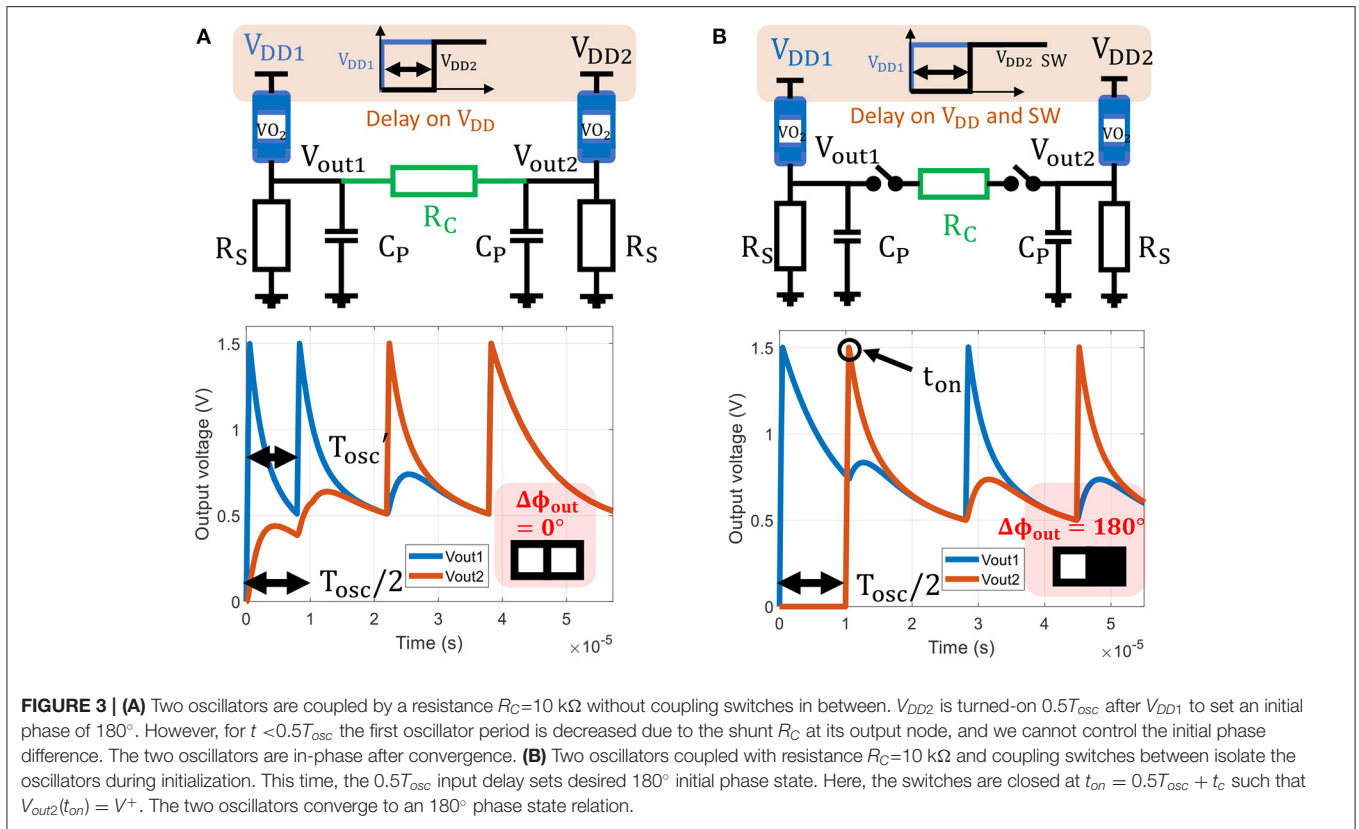 A
V_DD1
V_DD1
V_DD2
V_DD2
Delay on V_DD
VO₂
VO₂
V_out1
V_out2
R_S
C_P
R_C
C_P
R_S
Output voltage (V)
1.5
1
0.5
0
T_osc′
T_osc/2
Δϕ_out
= 0°
Vout1
Vout2
0 1 2 3 4 5
Time (s)
×10⁻⁵
B
V_DD1
V_DD1
V_DD2 SW
V_DD2
Delay on V_DD and SW
VO₂
VO₂
V_out1
V_out2
R_S
C_P
R_C
C_P
R_S
Output voltage (V)
1.5
1
0.5
0
t_on
T_osc/2
Δϕ_out = 180°
Vout1
Vout2
0 1 2 3 4 5
Time (s)
×10⁻⁵
FIGURE 3 | (A) Two oscillators are coupled by a resistance R_C=10 kΩ without coupling switches in between. V_DD2 is turned-on 0.5T_osc after V_DD1 to set an initial
phase of 180°. However, for t <0.5T_osc the first oscillator period is decreased due to the shunt R_C at its output node, and we cannot control the initial phase
difference. The two oscillators are in-phase after convergence. (B) Two oscillators coupled with resistance R_C=10 kΩ and coupling switches between isolate the
oscillators during initialization. This time, the 0.5T_osc input delay sets desired 180° initial phase state. Here, the switches are closed at t_on = 0.5T_osc + t_c such that
V_out2(t_on) = V⁺. The two oscillators converge to an 180° phase state relation.